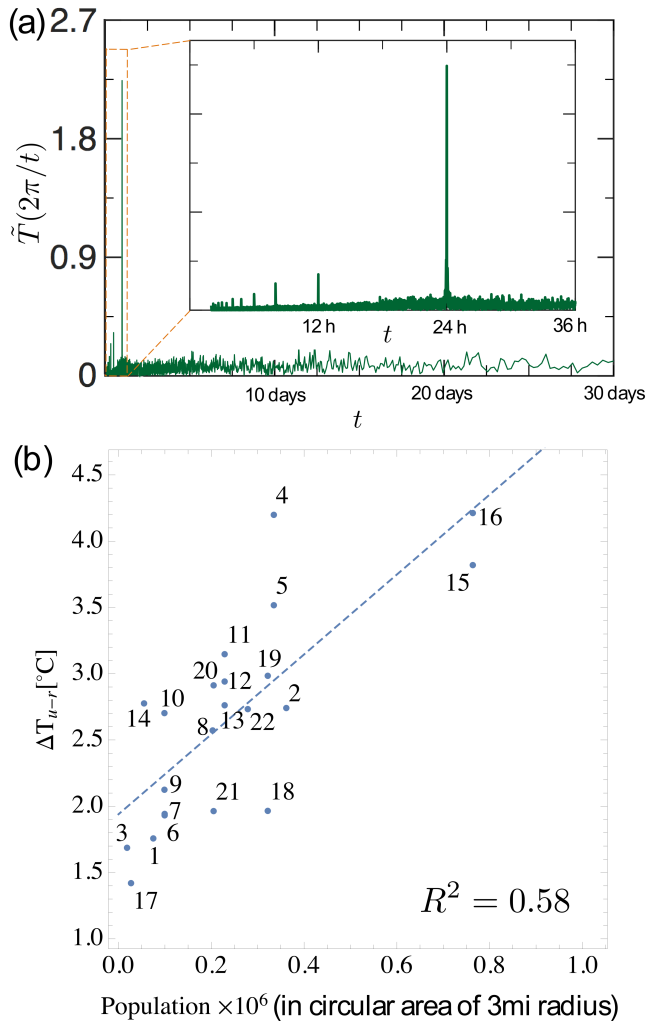 (a)
2.7
1.8
0.9
0
T̃(2π/t)
12 h
24 h
36 h
t
10 days
20 days
30 days
t
(b)
4.5
4.0
3.5
3.0
2.5
2.0
1.5
1.0
ΔT_{u−r}[°C]
4
16
5
15
11
19
20
12
2
10
14
8
13
22
9
21
18
7
3
6
1
17
R² = 0.58
0.0
0.2
0.4
0.6
0.8
1.0
Population ×10⁶ (in circular area of 3mi radius)